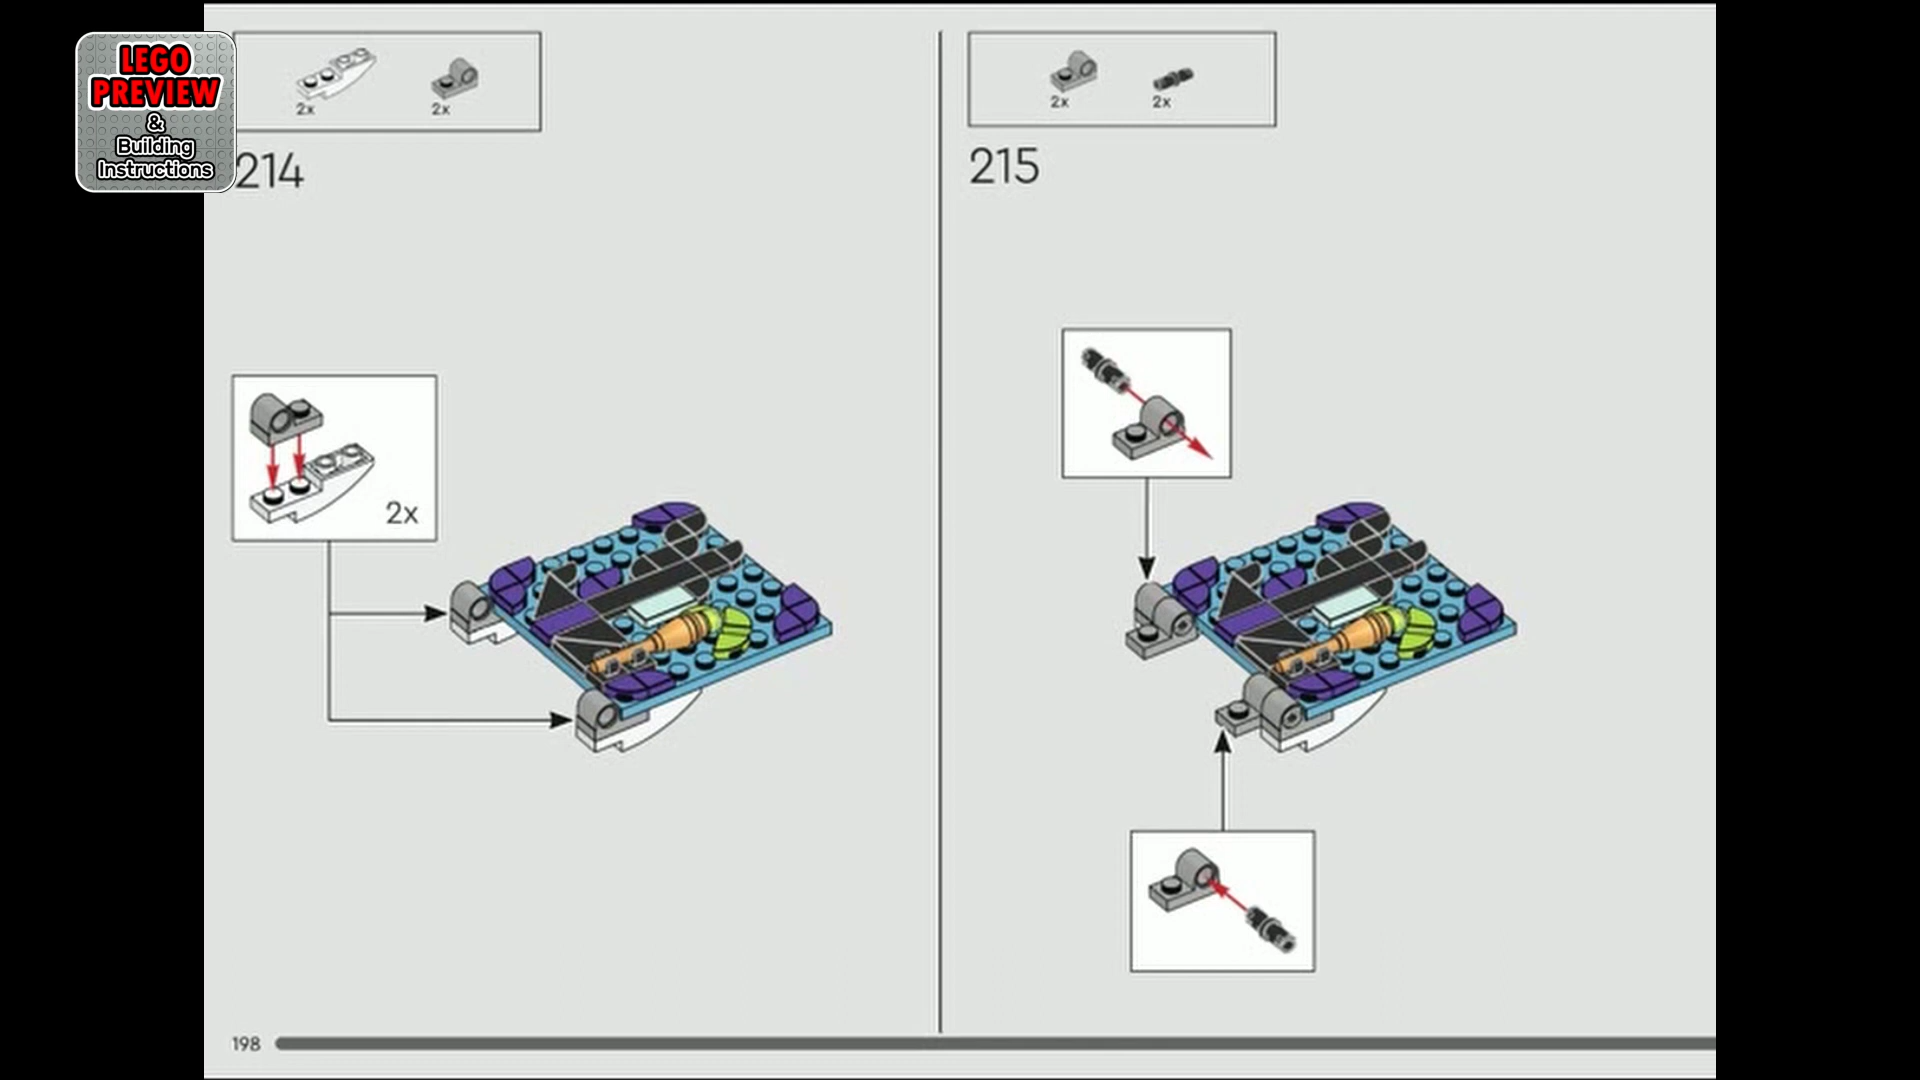 LEGO
PREVIEW
&
Building
Instructions
2x 2x
214
2x
2x 2x
215
198